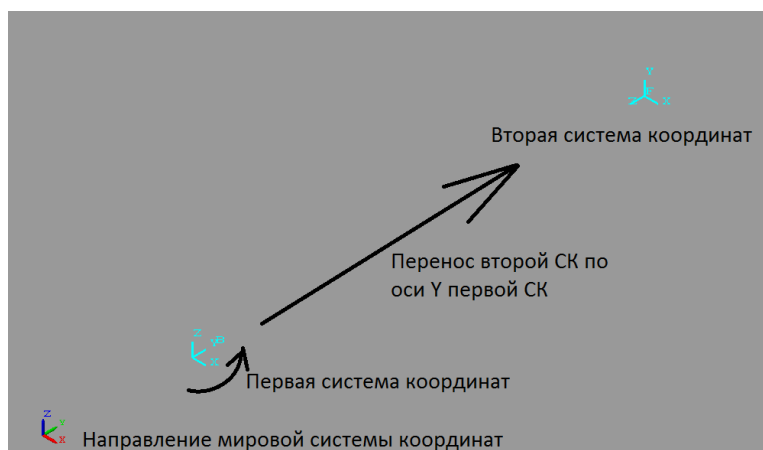 Y
Z
X
Вторая система координат
Перенос второй СК по
оси Y первой СК
Z
Y
X
Первая система координат
Z
Y
X
Направление мировой системы координат